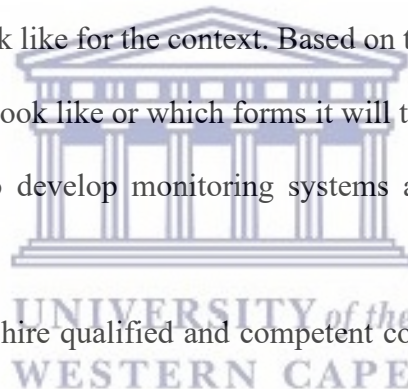 k like for the context. Based on t
ook like or which forms it will t
develop monitoring systems a
UNIVERSITY of the
hire qualified and competent co
WESTERN CAPE